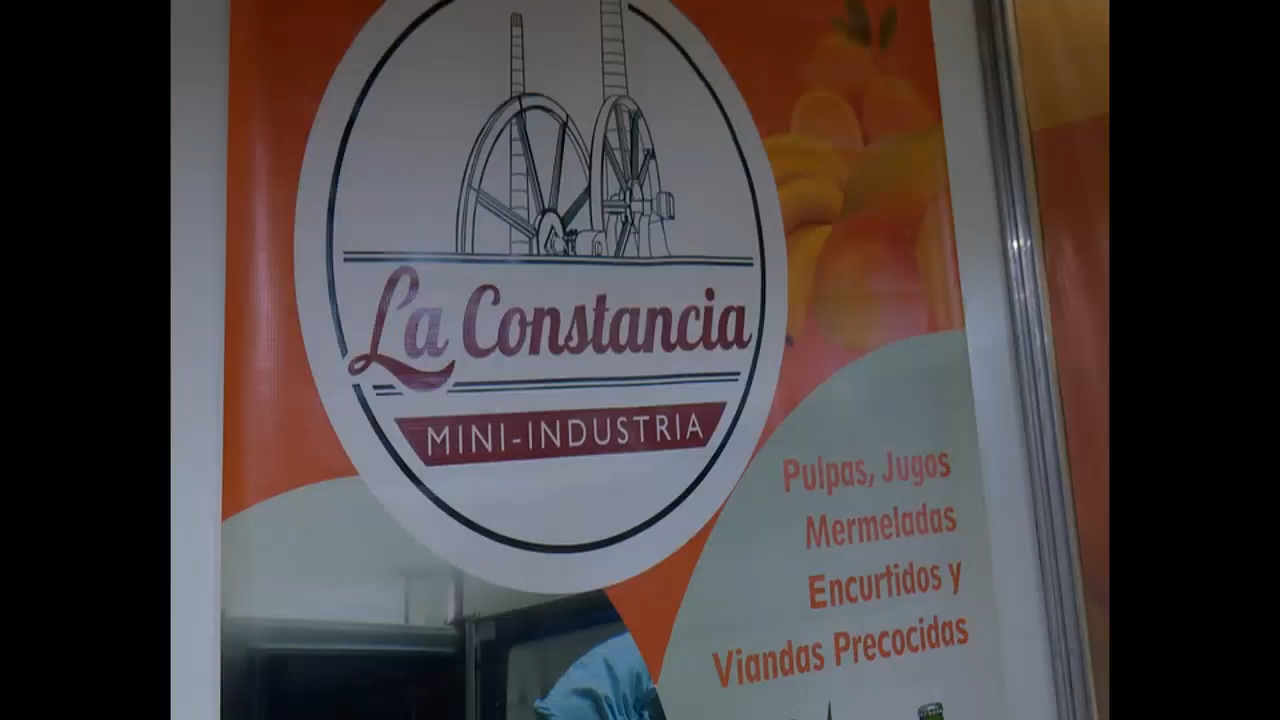 La Constancia
MINI-INDUSTRIA
Pulpas, Jugos
Mermeladas
Encurtidos y
Viandas Precocidas